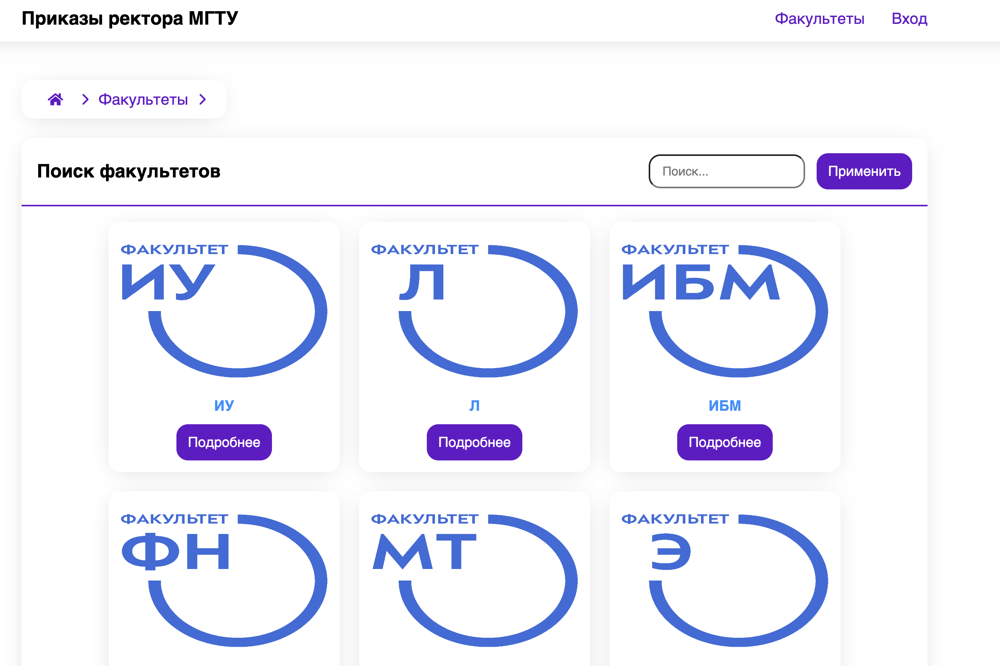 Приказы ректора МГТУ
Факультеты
Вход
Факультеты
Поиск факультетов
Поиск...
Применить
ФАКУЛЬТЕТ
ИУ
ИУ
Подробнее
ФАКУЛЬТЕТ
Л
Л
Подробнее
ФАКУЛЬТЕТ
ИБМ
ИБМ
Подробнее
ФАКУЛЬТЕТ
ФН
ФАКУЛЬТЕТ
МТ
ФАКУЛЬТЕТ
Э